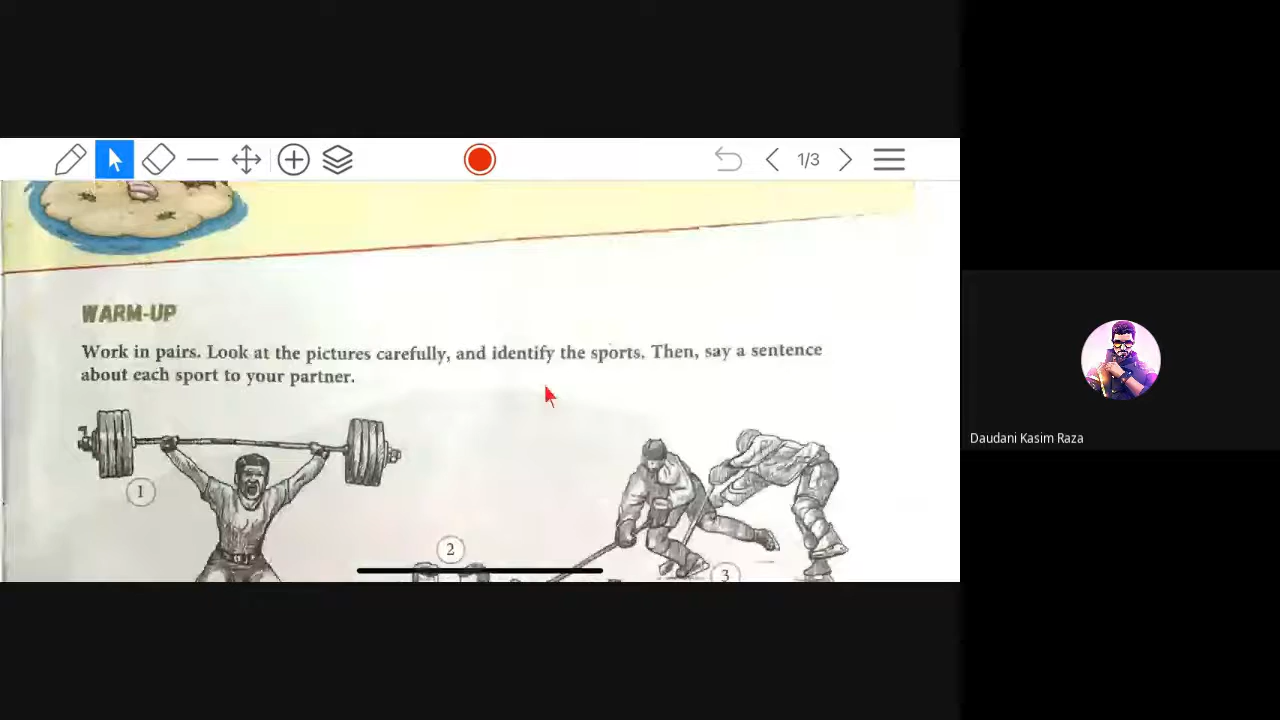 1/3
WARM-UP
Work in pairs. Look at the pictures carefully, and identify the sports. Then, say a sentence
about each sport to your partner.
1
2
3
Daudani Kasim Raza